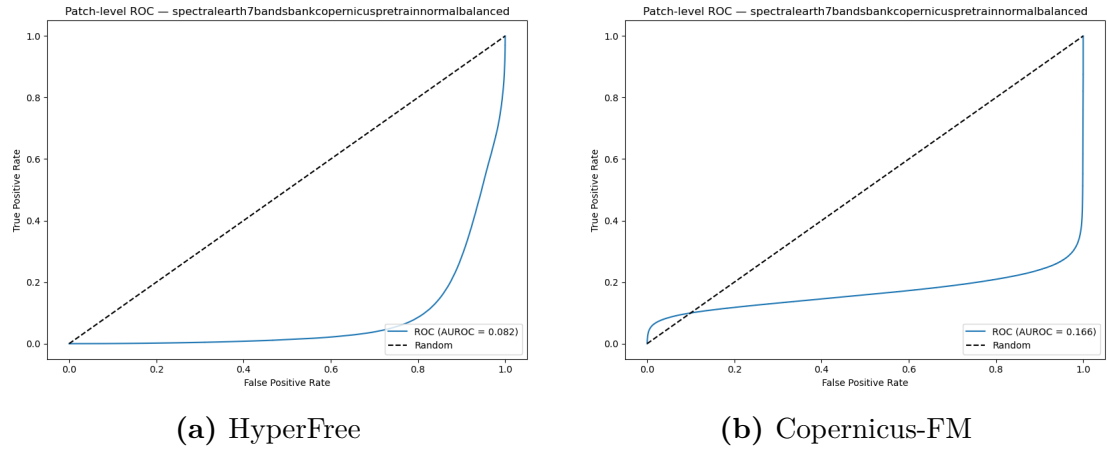 Patch-level ROC — spectralearth7bandsbankcopernicuspretrainnormalbalanced
1.0
0.8
0.6
0.4
0.2
0.0
True Positive Rate
0.0 0.2 0.4 0.6 0.8 1.0
False Positive Rate
ROC (AUROC = 0.082)
Random
(a) HyperFree
Patch-level ROC — spectralearth7bandsbankcopernicuspretrainnormalbalanced
1.0
0.8
0.6
0.4
0.2
0.0
True Positive Rate
0.0 0.2 0.4 0.6 0.8 1.0
False Positive Rate
ROC (AUROC = 0.166)
Random
(b) Copernicus-FM